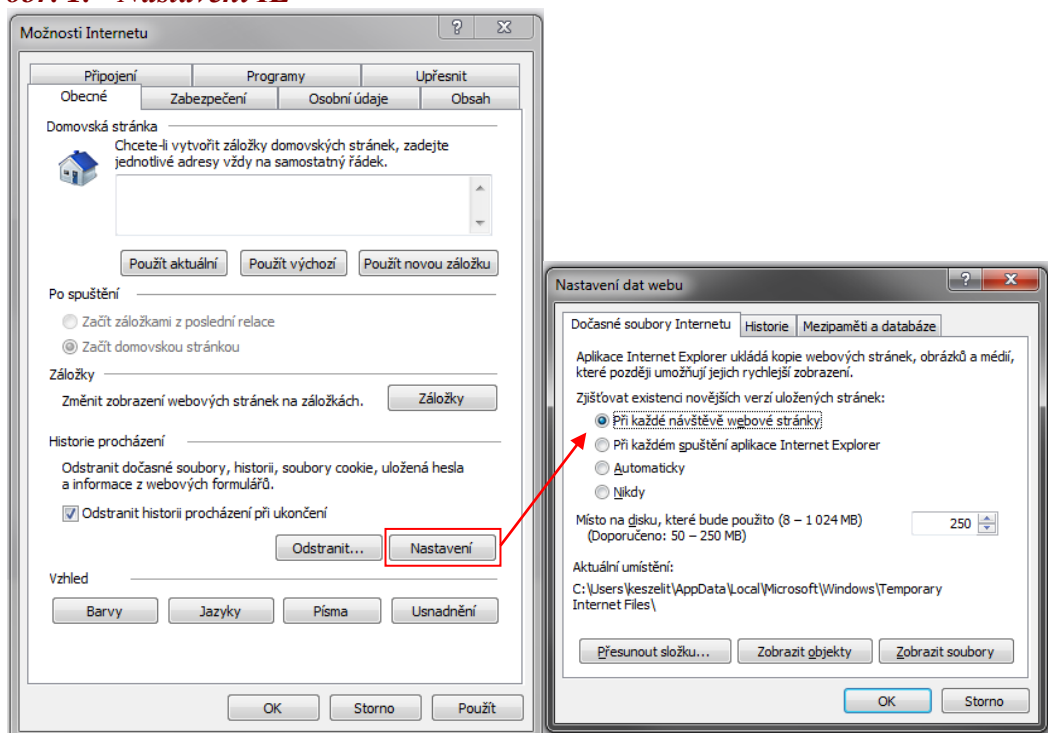 obr. 1: Nastavení IE
Možnosti Internetu
Připojení Programy Upřesnit
Obecné Zabezpečení Osobní údaje Obsah
Domovská stránka
Chcete-li vytvořit záložky domovských stránek, zadejte
jednotlivé adresy vždy na samostatný řádek.
Použít aktuální Použít výchozí Použít novou záložku
Po spuštění
Začít záložkami z poslední relace
Začít domovskou stránkou
Záložky
Změnit zobrazení webových stránek na záložkách. Záložky
Historie procházení
Odstranit dočasné soubory, historii, soubory cookie, uložená hesla
a informace z webových formulářů.
Odstranit historii procházení při ukončení
Odstranit... Nastavení
Vzhled
Barvy Jazyky Písma Usnadnění
OK Storno Použít
Nastavení dat webu
Dočasné soubory Internetu Historie Mezipaměti a databáze
Aplikace Internet Explorer ukládá kopie webových stránek, obrázků a médií,
které později umožňují jejich rychlejší zobrazení.
Zjišťovat existenci novějších verzí uložených stránek:
Při každé návštěvě webové stránky
Při každém spuštění aplikace Internet Explorer
Automaticky
Nikdy
Místo na disku, které bude použito (8 – 1 024 MB) 250
(Doporučeno: 50 – 250 MB)
Aktuální umístění:
C:\Users\keszelit\AppData\Local\Microsoft\Windows\Temporary
Internet Files\
Přesunout složku... Zobrazit objekty Zobrazit soubory
OK Storno